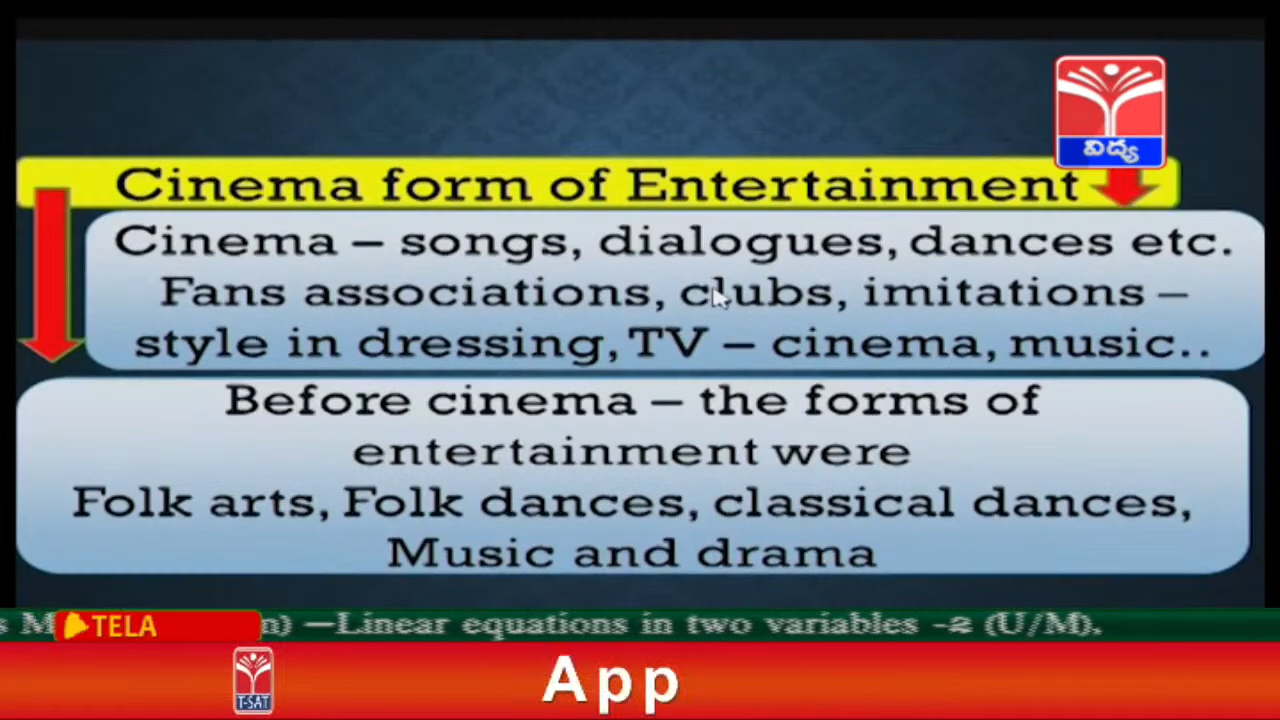 విద్య
Cinema form of Entertainment
Cinema – songs, dialogues, dances etc.
Fans associations, clubs, imitations –
style in dressing, TV – cinema, music..
Before cinema – the forms of
entertainment were
Folk arts, Folk dances, classical dances,
Music and drama
TELA
–Linear equations in two variables -2 (U/M).
T-SAT
App